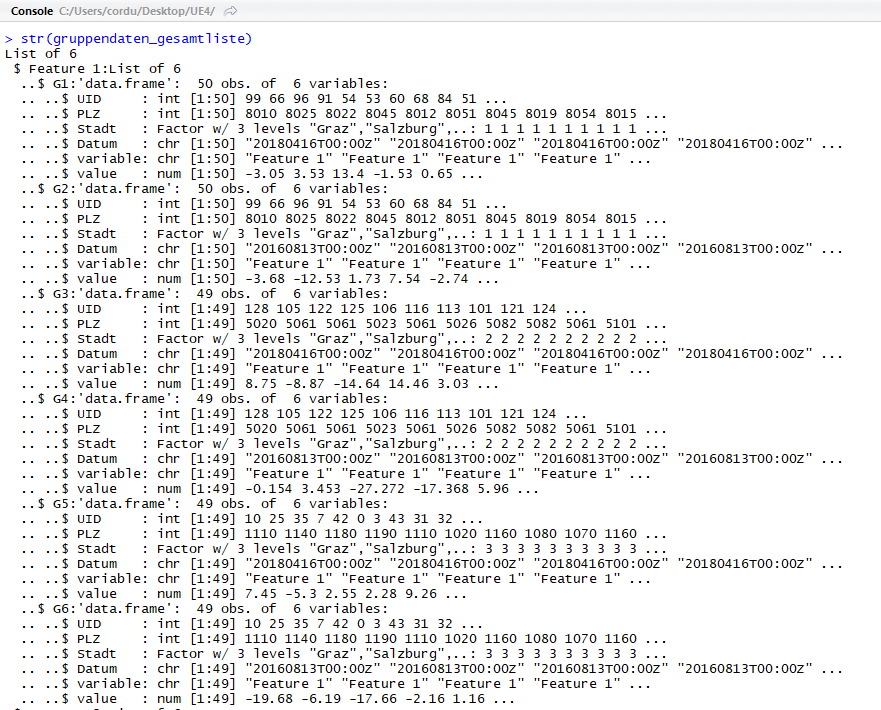 Console C:/Users/cordu/Desktop/UE4/
> str(gruppendaten_gesamtliste)
List of 6
 $ Feature 1:List of 6
  ..$ G1:'data.frame':  50 obs. of  6 variables:
  .. ..$ UID     : int [1:50] 99 66 96 91 54 53 60 68 84 51 ...
  .. ..$ PLZ     : int [1:50] 8010 8025 8022 8045 8012 8051 8045 8019 8054 8015 ...
  .. ..$ Stadt   : Factor w/ 3 levels "Graz","Salzburg",..: 1 1 1 1 1 1 1 1 1 1 ...
  .. ..$ Datum   : chr [1:50] "20180416T00:00Z" "20180416T00:00Z" "20180416T00:00Z" "20180416T00:00Z" ...
  .. ..$ variable: chr [1:50] "Feature 1" "Feature 1" "Feature 1" "Feature 1" ...
  .. ..$ value   : num [1:50] -3.05 3.53 13.4 -1.53 0.65 ...
  ..$ G2:'data.frame':  50 obs. of  6 variables:
  .. ..$ UID     : int [1:50] 99 66 96 91 54 53 60 68 84 51 ...
  .. ..$ PLZ     : int [1:50] 8010 8025 8022 8045 8012 8051 8045 8019 8054 8015 ...
  .. ..$ Stadt   : Factor w/ 3 levels "Graz","Salzburg",..: 1 1 1 1 1 1 1 1 1 1 ...
  .. ..$ Datum   : chr [1:50] "20160813T00:00Z" "20160813T00:00Z" "20160813T00:00Z" "20160813T00:00Z" ...
  .. ..$ variable: chr [1:50] "Feature 1" "Feature 1" "Feature 1" "Feature 1" ...
  .. ..$ value   : num [1:50] -3.68 -12.53 1.73 7.54 -2.74 ...
  ..$ G3:'data.frame':  49 obs. of  6 variables:
  .. ..$ UID     : int [1:49] 128 105 122 125 106 116 113 101 121 124 ...
  .. ..$ PLZ     : int [1:49] 5020 5061 5061 5023 5061 5026 5082 5082 5061 5101 ...
  .. ..$ Stadt   : Factor w/ 3 levels "Graz","Salzburg",..: 2 2 2 2 2 2 2 2 2 2 ...
  .. ..$ Datum   : chr [1:49] "20180416T00:00Z" "20180416T00:00Z" "20180416T00:00Z" "20180416T00:00Z" ...
  .. ..$ variable: chr [1:49] "Feature 1" "Feature 1" "Feature 1" "Feature 1" ...
  .. ..$ value   : num [1:49] 8.75 -8.87 -14.64 14.46 3.03 ...
  ..$ G4:'data.frame':  49 obs. of  6 variables:
  .. ..$ UID     : int [1:49] 128 105 122 125 106 116 113 101 121 124 ...
  .. ..$ PLZ     : int [1:49] 5020 5061 5061 5023 5061 5026 5082 5082 5061 5101 ...
  .. ..$ Stadt   : Factor w/ 3 levels "Graz","Salzburg",..: 2 2 2 2 2 2 2 2 2 2 ...
  .. ..$ Datum   : chr [1:49] "20160813T00:00Z" "20160813T00:00Z" "20160813T00:00Z" "20160813T00:00Z" ...
  .. ..$ variable: chr [1:49] "Feature 1" "Feature 1" "Feature 1" "Feature 1" ...
  .. ..$ value   : num [1:49] -0.154 3.453 -27.272 -17.368 5.96 ...
  ..$ G5:'data.frame':  49 obs. of  6 variables:
  .. ..$ UID     : int [1:49] 10 25 35 7 42 0 3 43 31 32 ...
  .. ..$ PLZ     : int [1:49] 1110 1140 1180 1190 1110 1020 1160 1080 1070 1160 ...
  .. ..$ Stadt   : Factor w/ 3 levels "Graz","Salzburg",..: 3 3 3 3 3 3 3 3 3 3 ...
  .. ..$ Datum   : chr [1:49] "20180416T00:00Z" "20180416T00:00Z" "20180416T00:00Z" "20180416T00:00Z" ...
  .. ..$ variable: chr [1:49] "Feature 1" "Feature 1" "Feature 1" "Feature 1" ...
  .. ..$ value   : num [1:49] 7.45 -5.3 2.55 2.28 9.26 ...
  ..$ G6:'data.frame':  49 obs. of  6 variables:
  .. ..$ UID     : int [1:49] 10 25 35 7 42 0 3 43 31 32 ...
  .. ..$ PLZ     : int [1:49] 1110 1140 1180 1190 1110 1020 1160 1080 1070 1160 ...
  .. ..$ Stadt   : Factor w/ 3 levels "Graz","Salzburg",..: 3 3 3 3 3 3 3 3 3 3 ...
  .. ..$ Datum   : chr [1:49] "20160813T00:00Z" "20160813T00:00Z" "20160813T00:00Z" "20160813T00:00Z" ...
  .. ..$ variable: chr [1:49] "Feature 1" "Feature 1" "Feature 1" "Feature 1" ...
  .. ..$ value   : num [1:49] -19.68 -6.19 -17.66 -2.16 1.16 ...